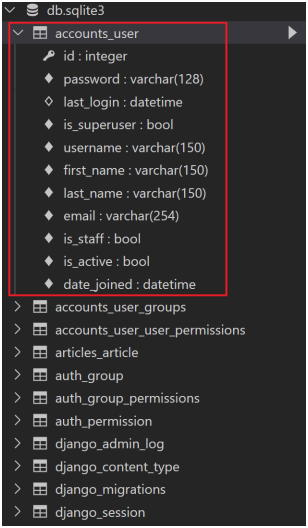 db.sqlite3
accounts_user
id : integer
password : varchar(128)
last_login : datetime
is_superuser : bool
username : varchar(150)
first_name : varchar(150)
last_name : varchar(150)
email : varchar(254)
is_staff : bool
is_active : bool
date_joined : datetime
accounts_user_groups
accounts_user_user_permissions
articles_article
auth_group
auth_group_permissions
auth_permission
django_admin_log
django_content_type
django_migrations
django_session